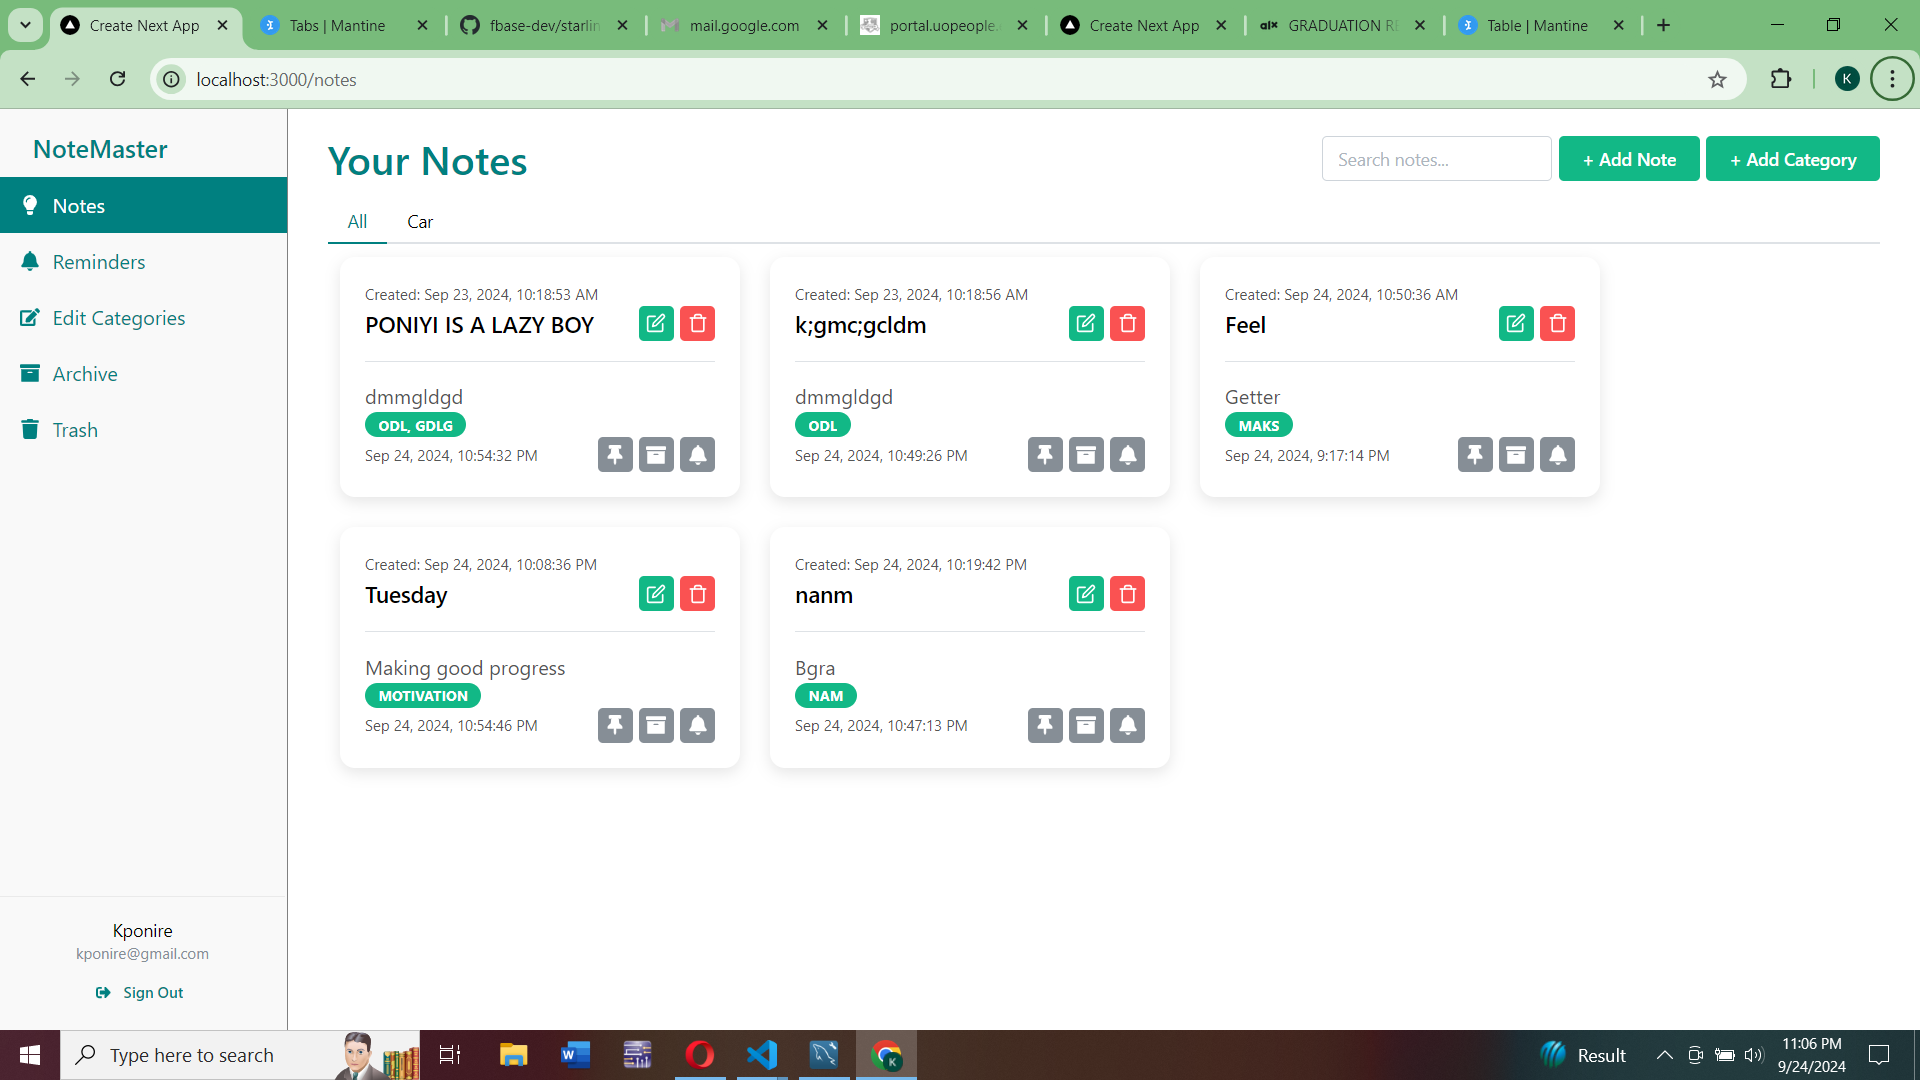 Create Next App
Tabs | Mantine
fbase-dev/starlin
mail.google.com
portal.uopeople.
Create Next App
alx GRADUATION RE
Table | Mantine
localhost:3000/notes
K
NoteMaster
Notes
Reminders
Edit Categories
Archive
Trash
Kponire
kponire@gmail.com
Sign Out
Your Notes
Search notes...
+ Add Note
+ Add Category
All
Car
Created: Sep 23, 2024, 10:18:53 AM
PONIYI IS A LAZY BOY
dmmgldgd
ODL, GDLG
Sep 24, 2024, 10:54:32 PM
Created: Sep 23, 2024, 10:18:56 AM
k;gmc;gcldm
dmmgldgd
ODL
Sep 24, 2024, 10:49:26 PM
Created: Sep 24, 2024, 10:50:36 AM
Feel
Getter
MAKS
Sep 24, 2024, 9:17:14 PM
Created: Sep 24, 2024, 10:08:36 PM
Tuesday
Making good progress
MOTIVATION
Sep 24, 2024, 10:54:46 PM
Created: Sep 24, 2024, 10:19:42 PM
nanm
Bgra
NAM
Sep 24, 2024, 10:47:13 PM
Type here to search
W
K
Result
11:06 PM
9/24/2024